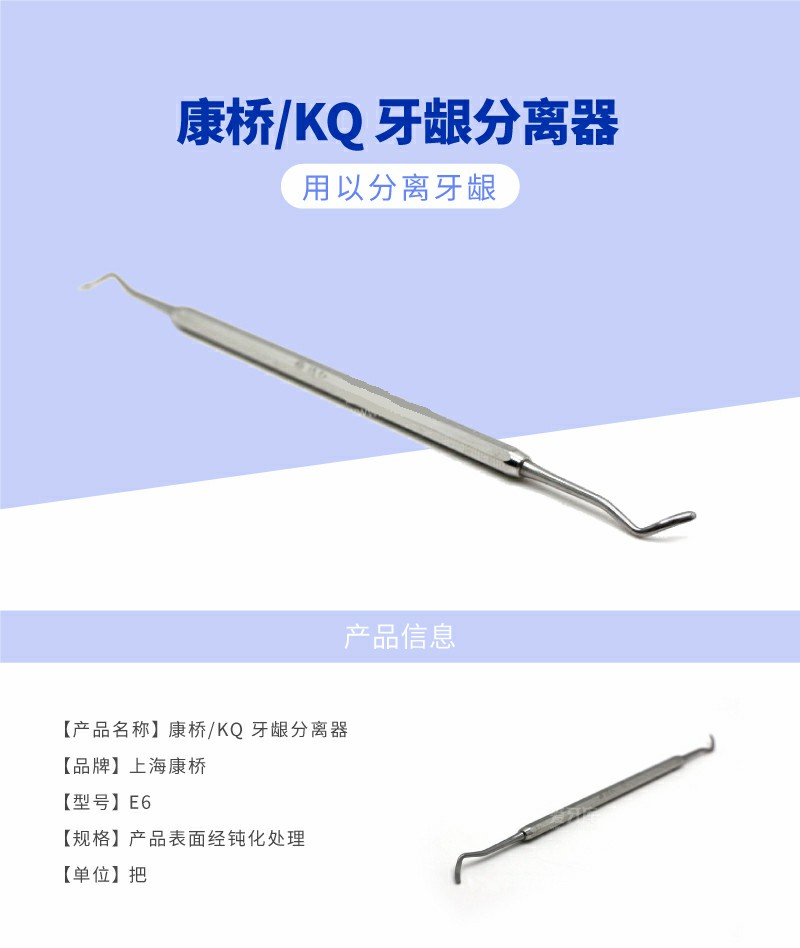 康桥/KQ 牙龈分离器
用以分离牙龈
产品信息
【产品名称】康桥/KQ 牙龈分离器
【品牌】上海康桥
【型号】E6
【规格】产品表面经钝化处理
【单位】把